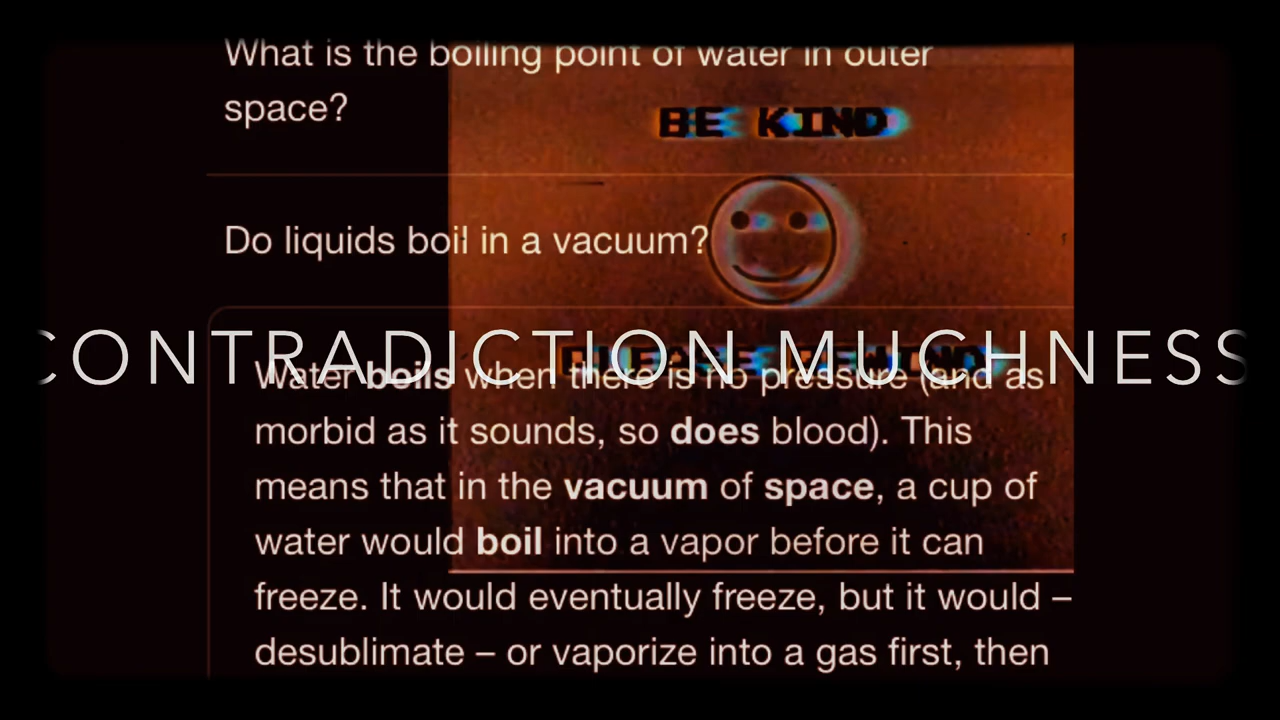 What is the boiling point of water in outer
space?
BE KIND
Do liquids boil in a vacuum?
CONTRADICTION MUCHNESS
PLEASE REWIND
Water boils when there is no pressure (and as
morbid as it sounds, so does blood). This
means that in the vacuum of space, a cup of
water would boil into a vapor before it can
freeze. It would eventually freeze, but it would –
desublimate – or vaporize into a gas first, then